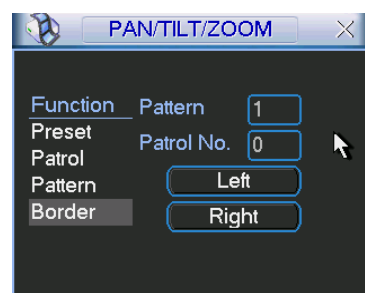 PAN/TILT/ZOOM
Function
Preset
Patrol
Pattern
Border
Pattern 1
Patrol No. 0
Left
Right